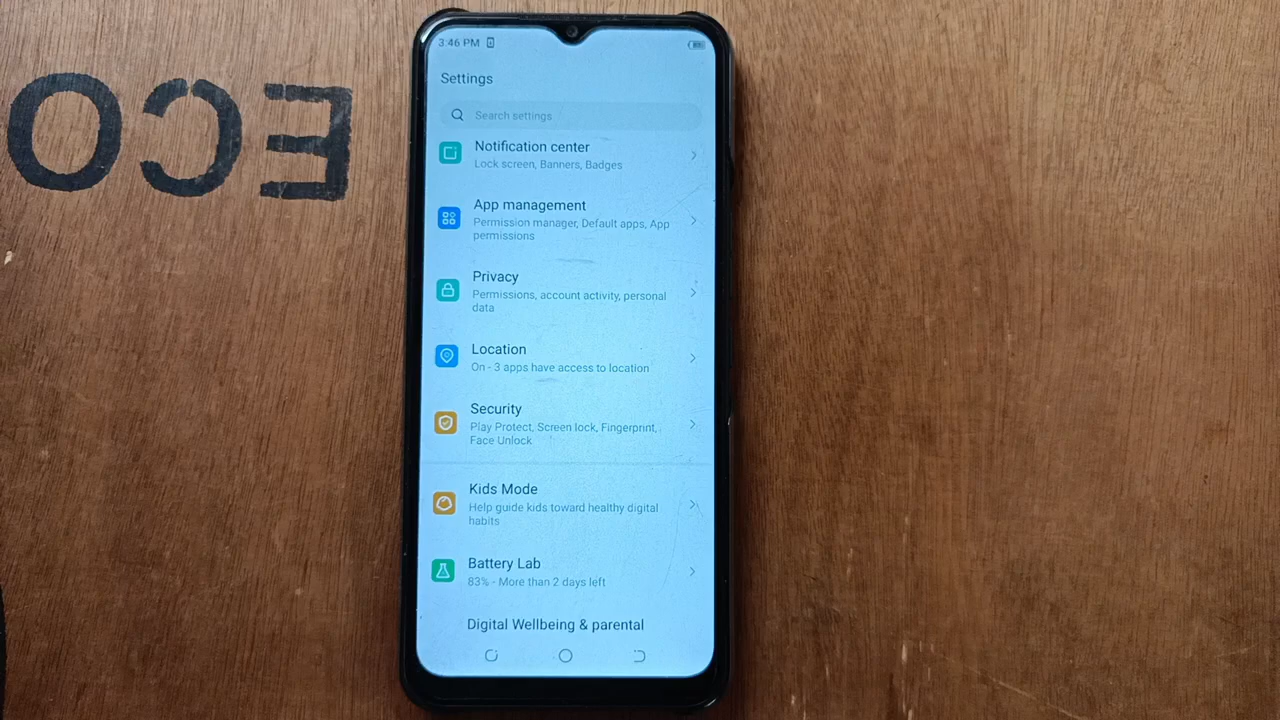 ECO
3:46 PM
Settings
Search settings
Notification center
Lock screen, Banners, Badges
App management
Permission manager, Default apps, App
permissions
Privacy
Permissions, account activity, personal
data
Location
On - 3 apps have access to location
Security
Play Protect, Screen lock, Fingerprint,
Face Unlock
Kids Mode
Help guide kids toward healthy digital
habits
Battery Lab
83% - More than 2 days left
Digital Wellbeing & parental